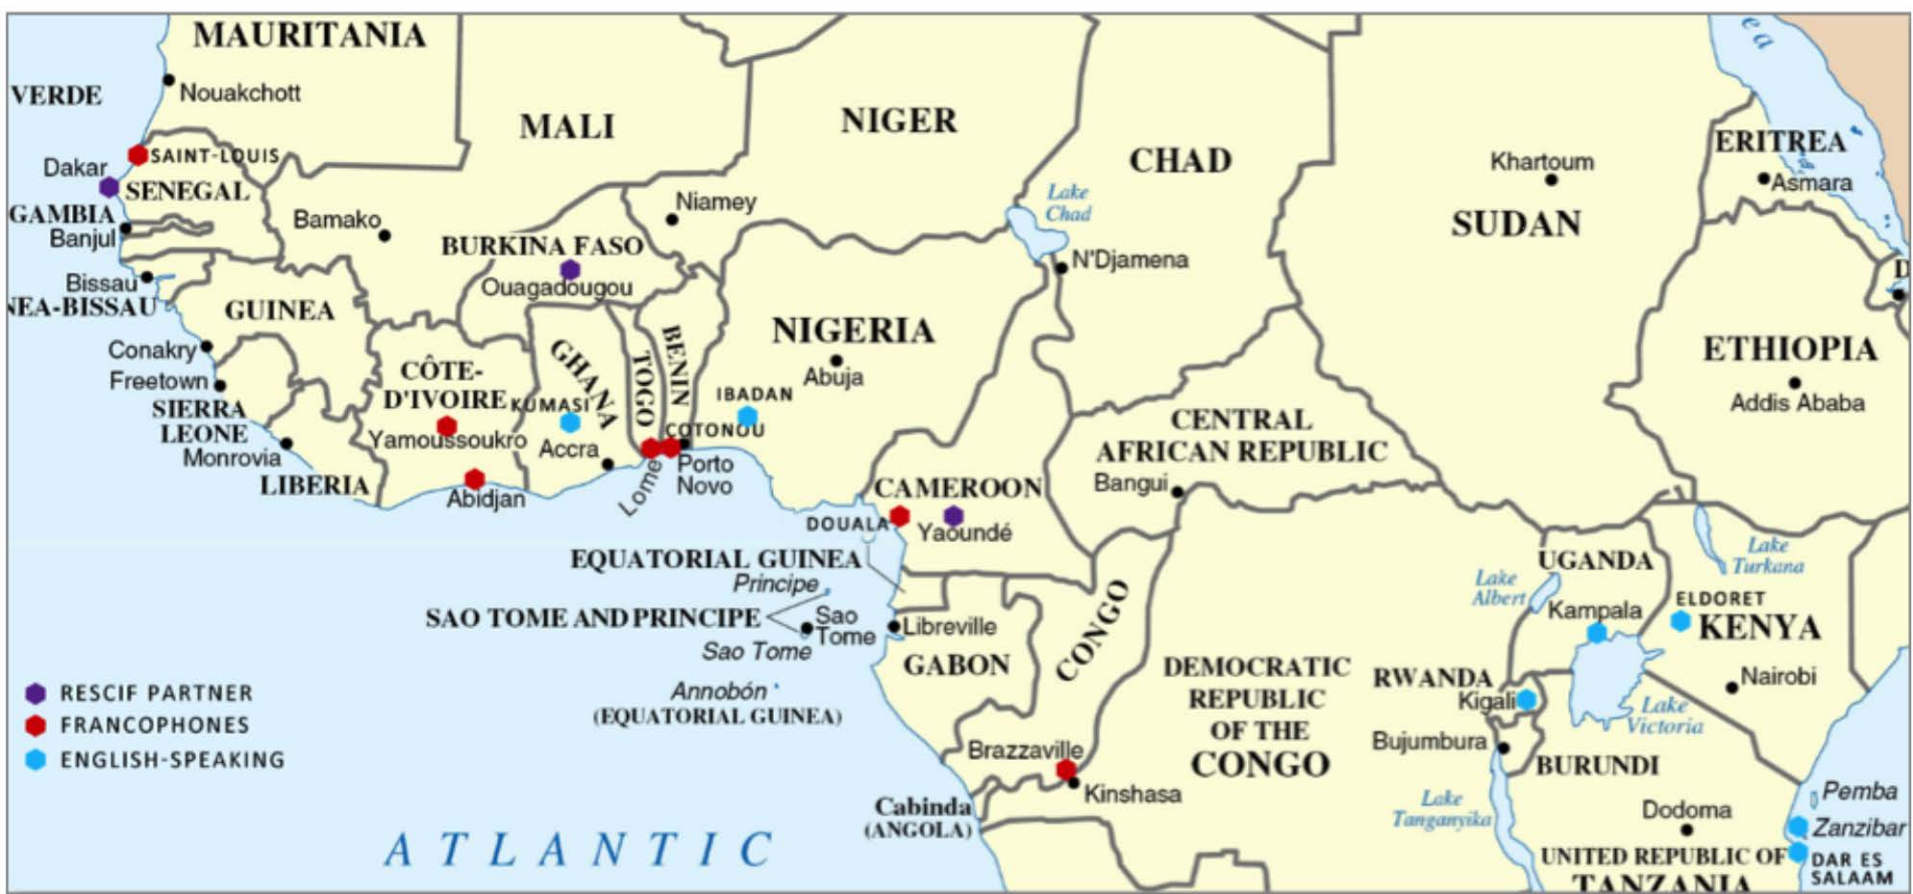 MAURITANIA
Nouakchott
VERDE
MALI
NIGER
CHAD
ea
ERITREA
Asmara
Khartoum
SUDAN
SAINT-LOUIS
Dakar
SENEGAL
GAMBIA
Banjul
Bamako
Niamey
Lake
Chad
N'Djamena
BURKINA FASO
Ouagadougou
Bissau
NEA-BISSAU
GUINEA
D
Conakry
Freetown
SIERRA
LEONE
Monrovia
LIBERIA
CÔTE-
D'IVOIRE
Yamoussoukro
Abidjan
GHANA
KUMASI
Accra
TOGO
BENIN
Lome
COTONOU
Porto
Novo
NIGERIA
Abuja
IBADAN
ETHIOPIA
Addis Ababa
CENTRAL
AFRICAN REPUBLIC
Bangui
CAMEROON
DOUALA
Yaoundé
EQUATORIAL GUINEA
Principe
SAO TOME AND PRINCIPE
Sao
Tome
Sao Tome
Libreville
GABON
CONGO
Annobón
(EQUATORIAL GUINEA)
UGANDA
Lake
Turkana
Lake
Albert
Kampala
ELDORET
KENYA
Nairobi
DEMOCRATIC
REPUBLIC
OF THE
CONGO
RWANDA
Kigali
Lake
Victoria
Bujumbura
BURUNDI
Brazzaville
Kinshasa
Cabinda
(ANGOLA)
Lake
Tanganyika
Dodoma
Pemba
Zanzibar
UNITED REPUBLIC OF
TANZANIA
DAR ES
SALAAM
RESCIF PARTNER
FRANCOPHONES
ENGLISH-SPEAKING
ATLANTIC